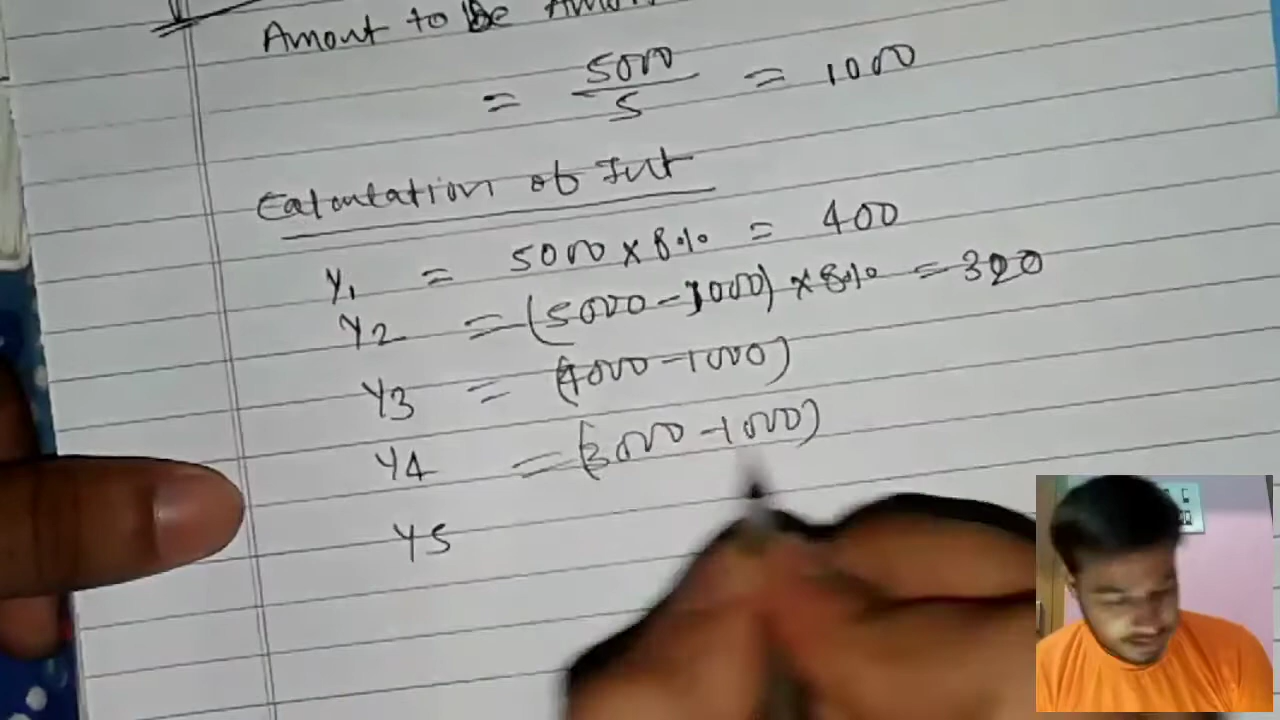 Amount to be
= 5000/5 = 1000
Calculation of Int
Y1 = 5000 x 8% = 400
Y2 = (5000 - 1000) x 8% = 320
Y3 = (4000 - 1000)
Y4 = (3000 - 1000)
Y5